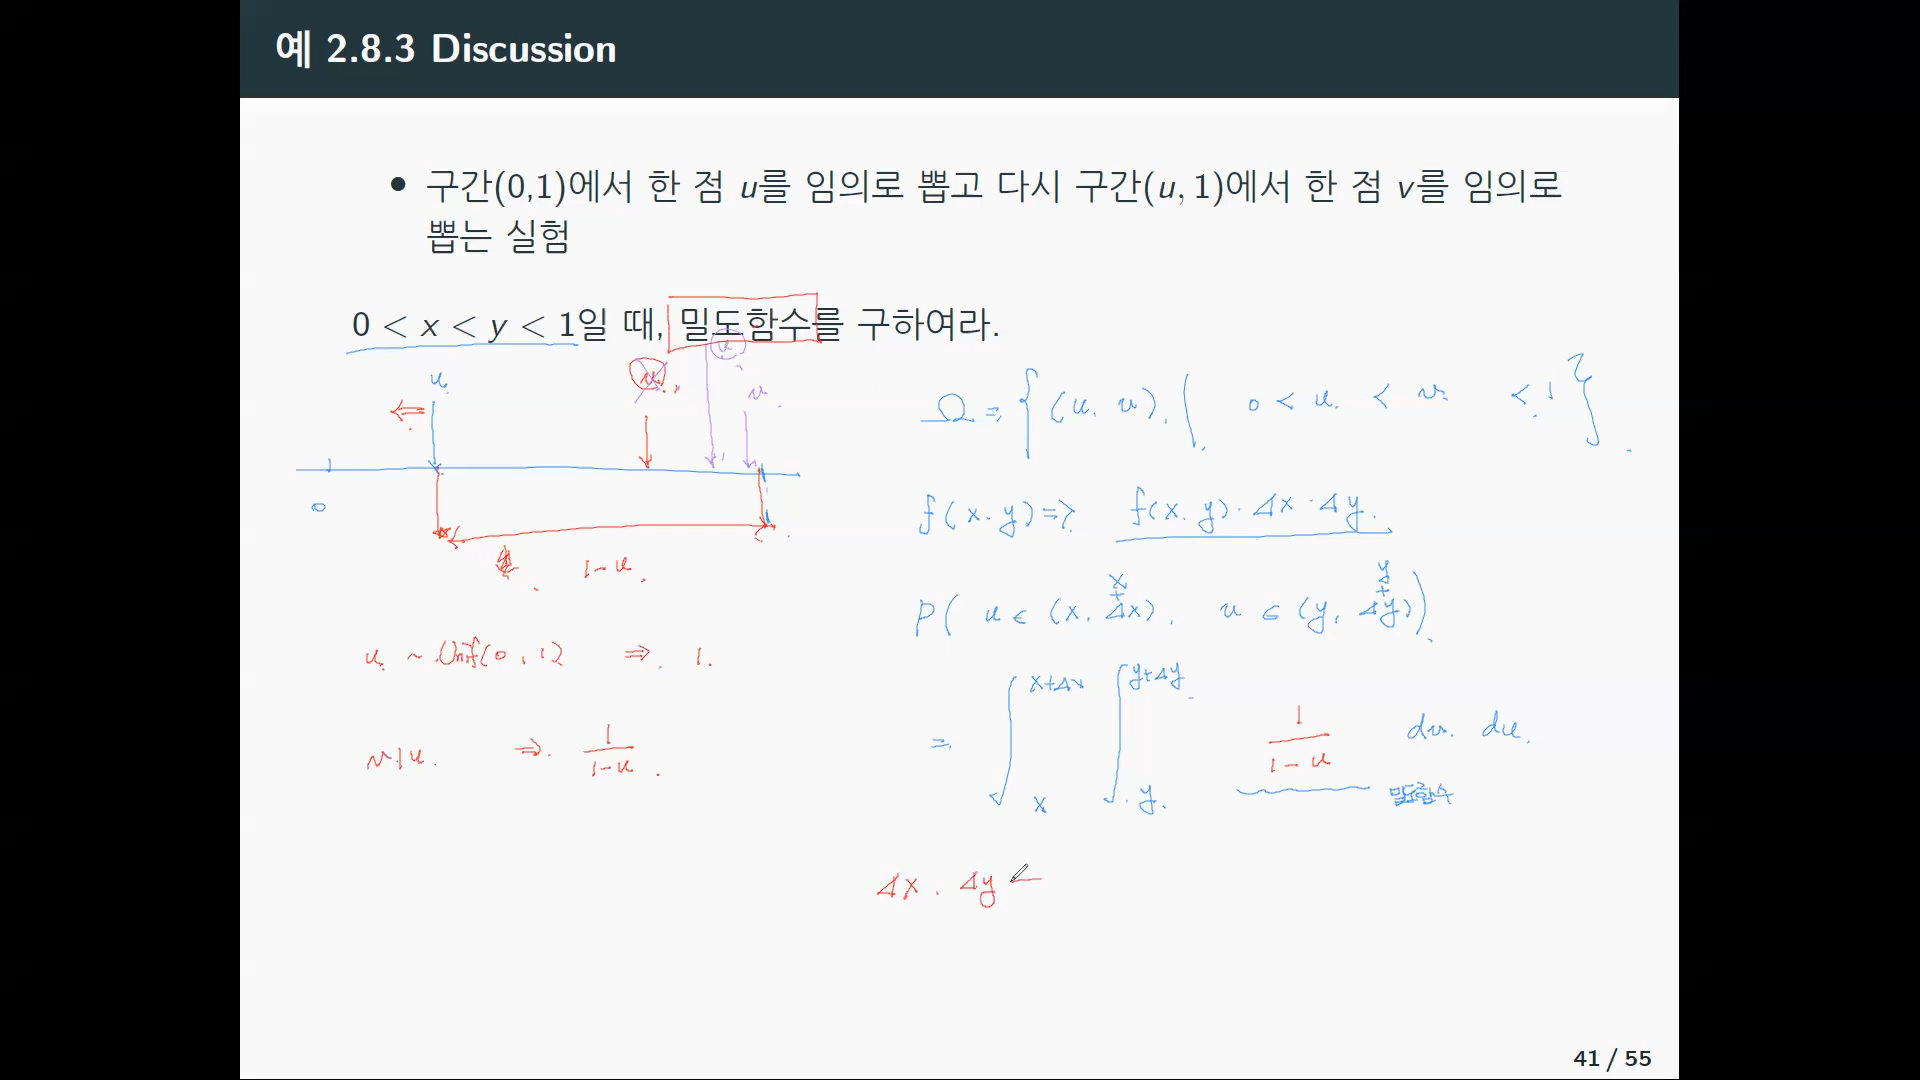 예 2.8.3 Discussion
• 구간(0,1)에서 한 점 u를 임의로 뽑고 다시 구간(u, 1)에서 한 점 v를 임의로
뽑는 실험
0 < x < y < 1일 때, 밀도함수를 구하여라.
u
u
u
v
0
1
1-u
u ~ Unif(0, 1) ⇒ 1.
v|u ⇒ 1/(1-u)
Ω = { (u, v) | 0 < u < v < 1 }
f(x. y) ⇒ f(x. y) · Δx · Δy
P( u ∈ (x, x+Δx), u ∈ (y, y+Δy) )
= ∫_x^{x+Δx} ∫_y^{y+Δy} 1/(1-u) dv. du.
밀도함수
Δx · Δy
41 / 55